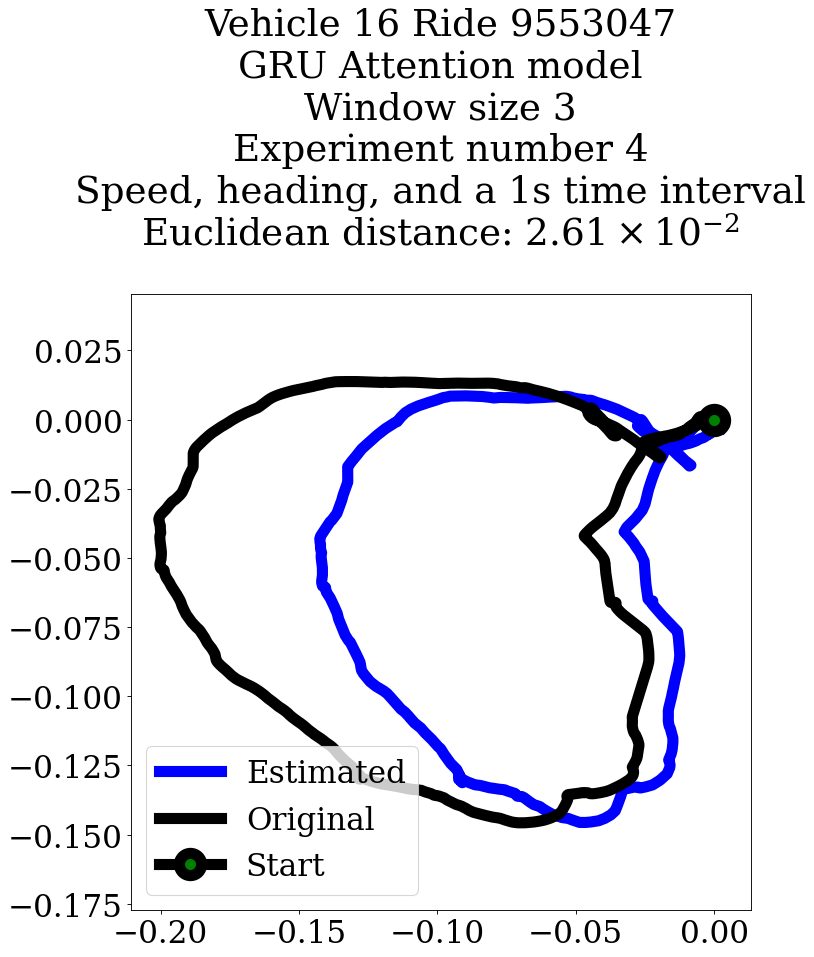 Vehicle 16 Ride 9553047
GRU Attention model
Window size 3
Experiment number 4
Speed, heading, and a 1s time interval
Euclidean distance: 2.61 × 10⁻²
0.025
0.000
−0.025
−0.050
−0.075
−0.100
−0.125
−0.150
−0.175
Estimated
Original
Start
−0.20
−0.15
−0.10
−0.05
0.00